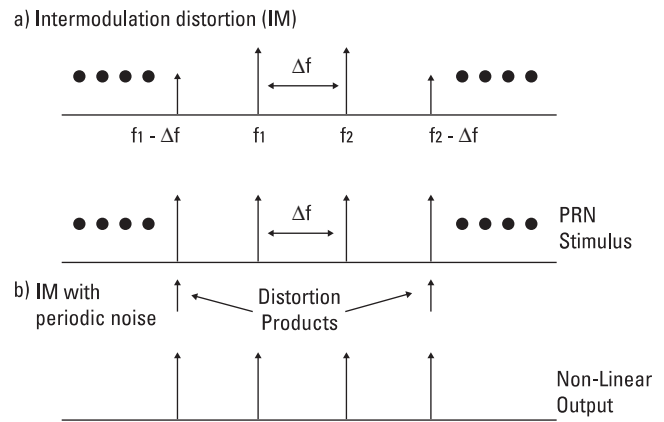 a) Intermodulation distortion (IM)
Δf
f1 - Δf f1 f2 f2 - Δf
Δf
PRN
Stimulus
b) IM with
periodic noise
Distortion
Products
Non-Linear
Output